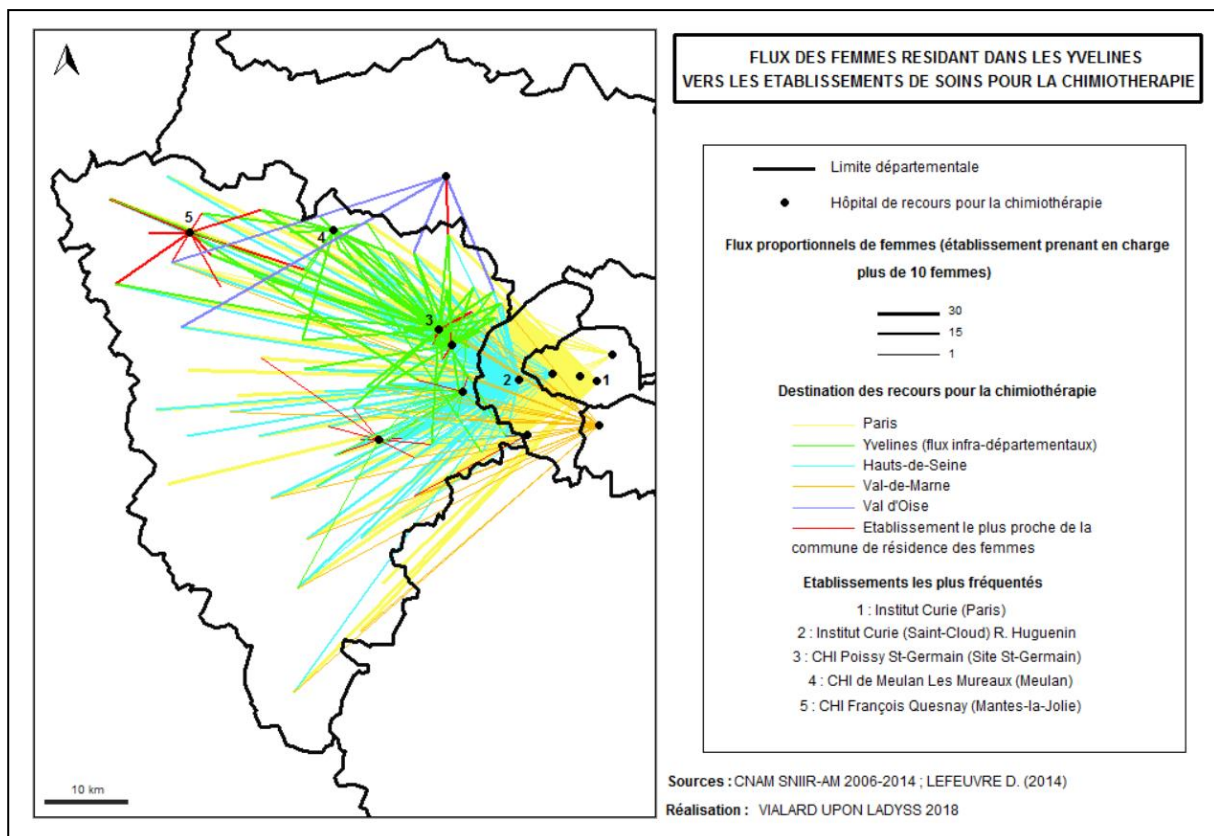 FLUX DES FEMMES RESIDANT DANS LES YVELINES
VERS LES ETABLISSEMENTS DE SOINS POUR LA CHIMIOTHERAPIE
Limite départementale
Hôpital de recours pour la chimiothérapie
Flux proportionnels de femmes (établissement prenant en charge
plus de 10 femmes)
30
15
1
Destination des recours pour la chimiothérapie
Paris
Yvelines (flux infra-départementaux)
Hauts-de-Seine
Val-de-Marne
Val d'Oise
Etablissement le plus proche de la
commune de résidence des femmes
Etablissements les plus fréquentés
1 : Institut Curie (Paris)
2 : Institut Curie (Saint-Cloud) R. Huguenin
3 : CHI Poissy St-Germain (Site St-Germain)
4 : CHI de Meulan Les Mureaux (Meulan)
5 : CHI François Quesnay (Mantes-la-Jolie)
Sources : CNAM SNIIR-AM 2006-2014 ; LEFEUVRE D. (2014)
Réalisation : VIALARD UPON LADYSS 2018
5
4
3
2
1
10 km